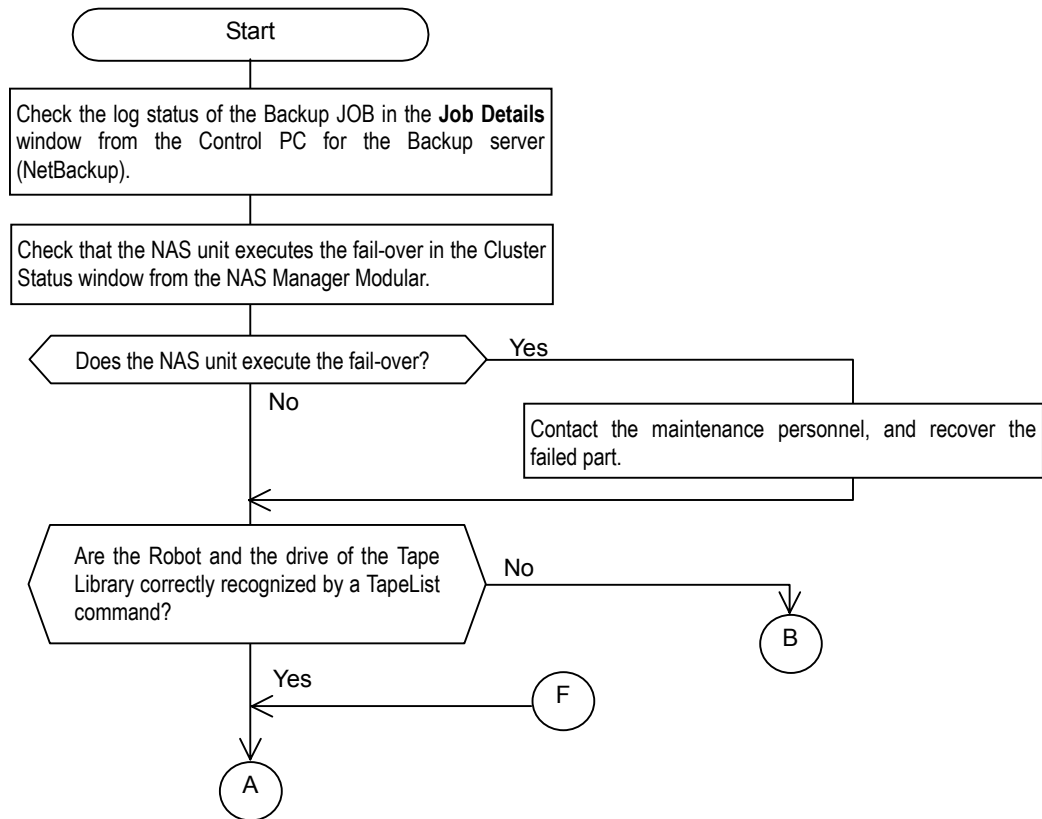 Start
Check the log status of the Backup JOB in the Job Details
window from the Control PC for the Backup server
(NetBackup).
Check that the NAS unit executes the fail-over in the Cluster
Status window from the NAS Manager Modular.
Does the NAS unit execute the fail-over?
Yes
No
Contact the maintenance personnel, and recover the
failed part.
Are the Robot and the drive of the Tape
Library correctly recognized by a TapeList
command?
No
B
Yes
F
A